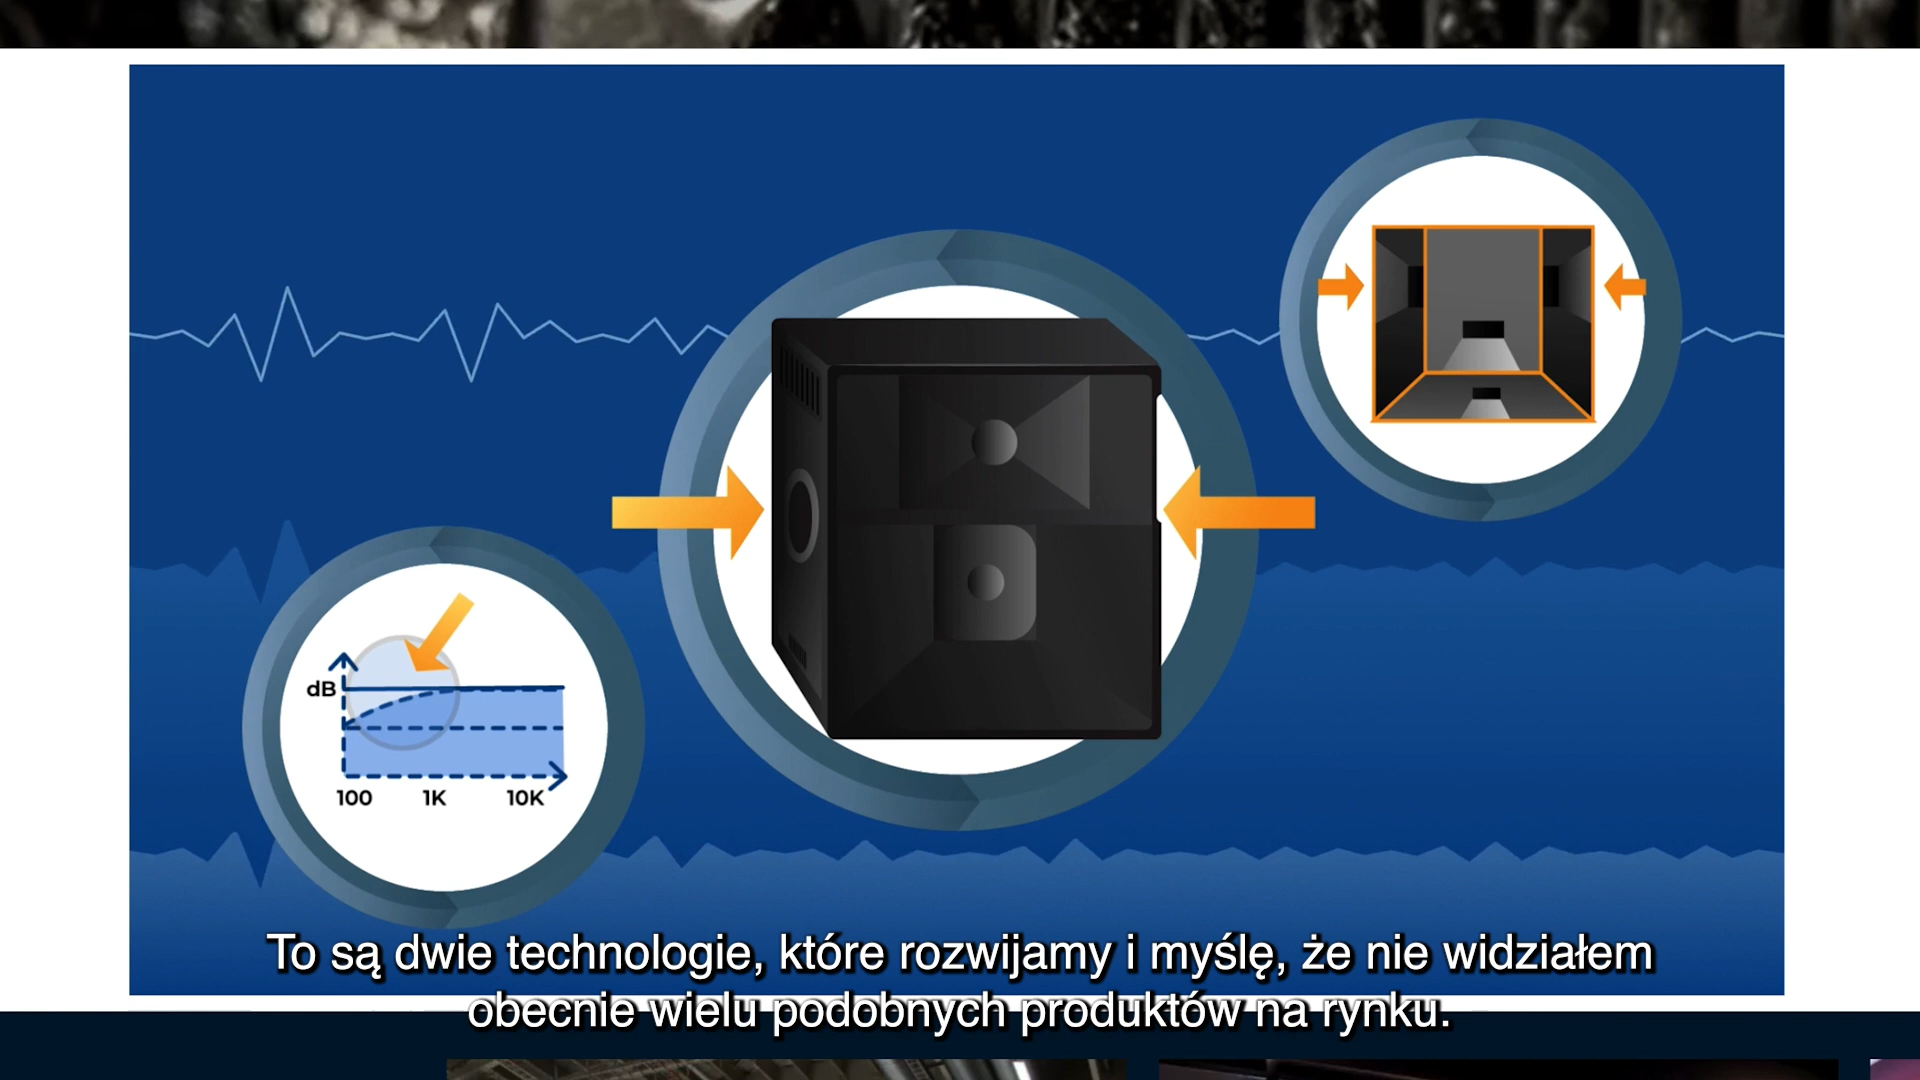 dB
100 1K 10K
To są dwie technologie, które rozwijamy i myślę, że nie widziałem
obecnie wielu podobnych produktów na rynku.